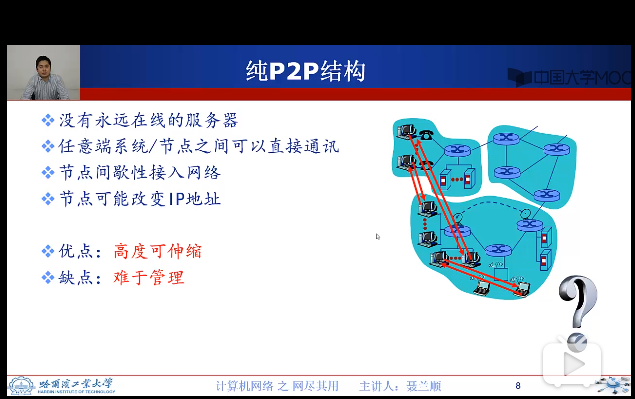 纯P2P结构
中国大学MOOC
没有永远在线的服务器
任意端系统/节点之间可以直接通讯
节点间歇性接入网络
节点可能改变IP地址
优点：高度可伸缩
缺点：难于管理
哈尔滨工业大学
HARBIN INSTITUTE OF TECHNOLOGY
计算机网络 之 网尽其用 主讲人：聂兰顺
8